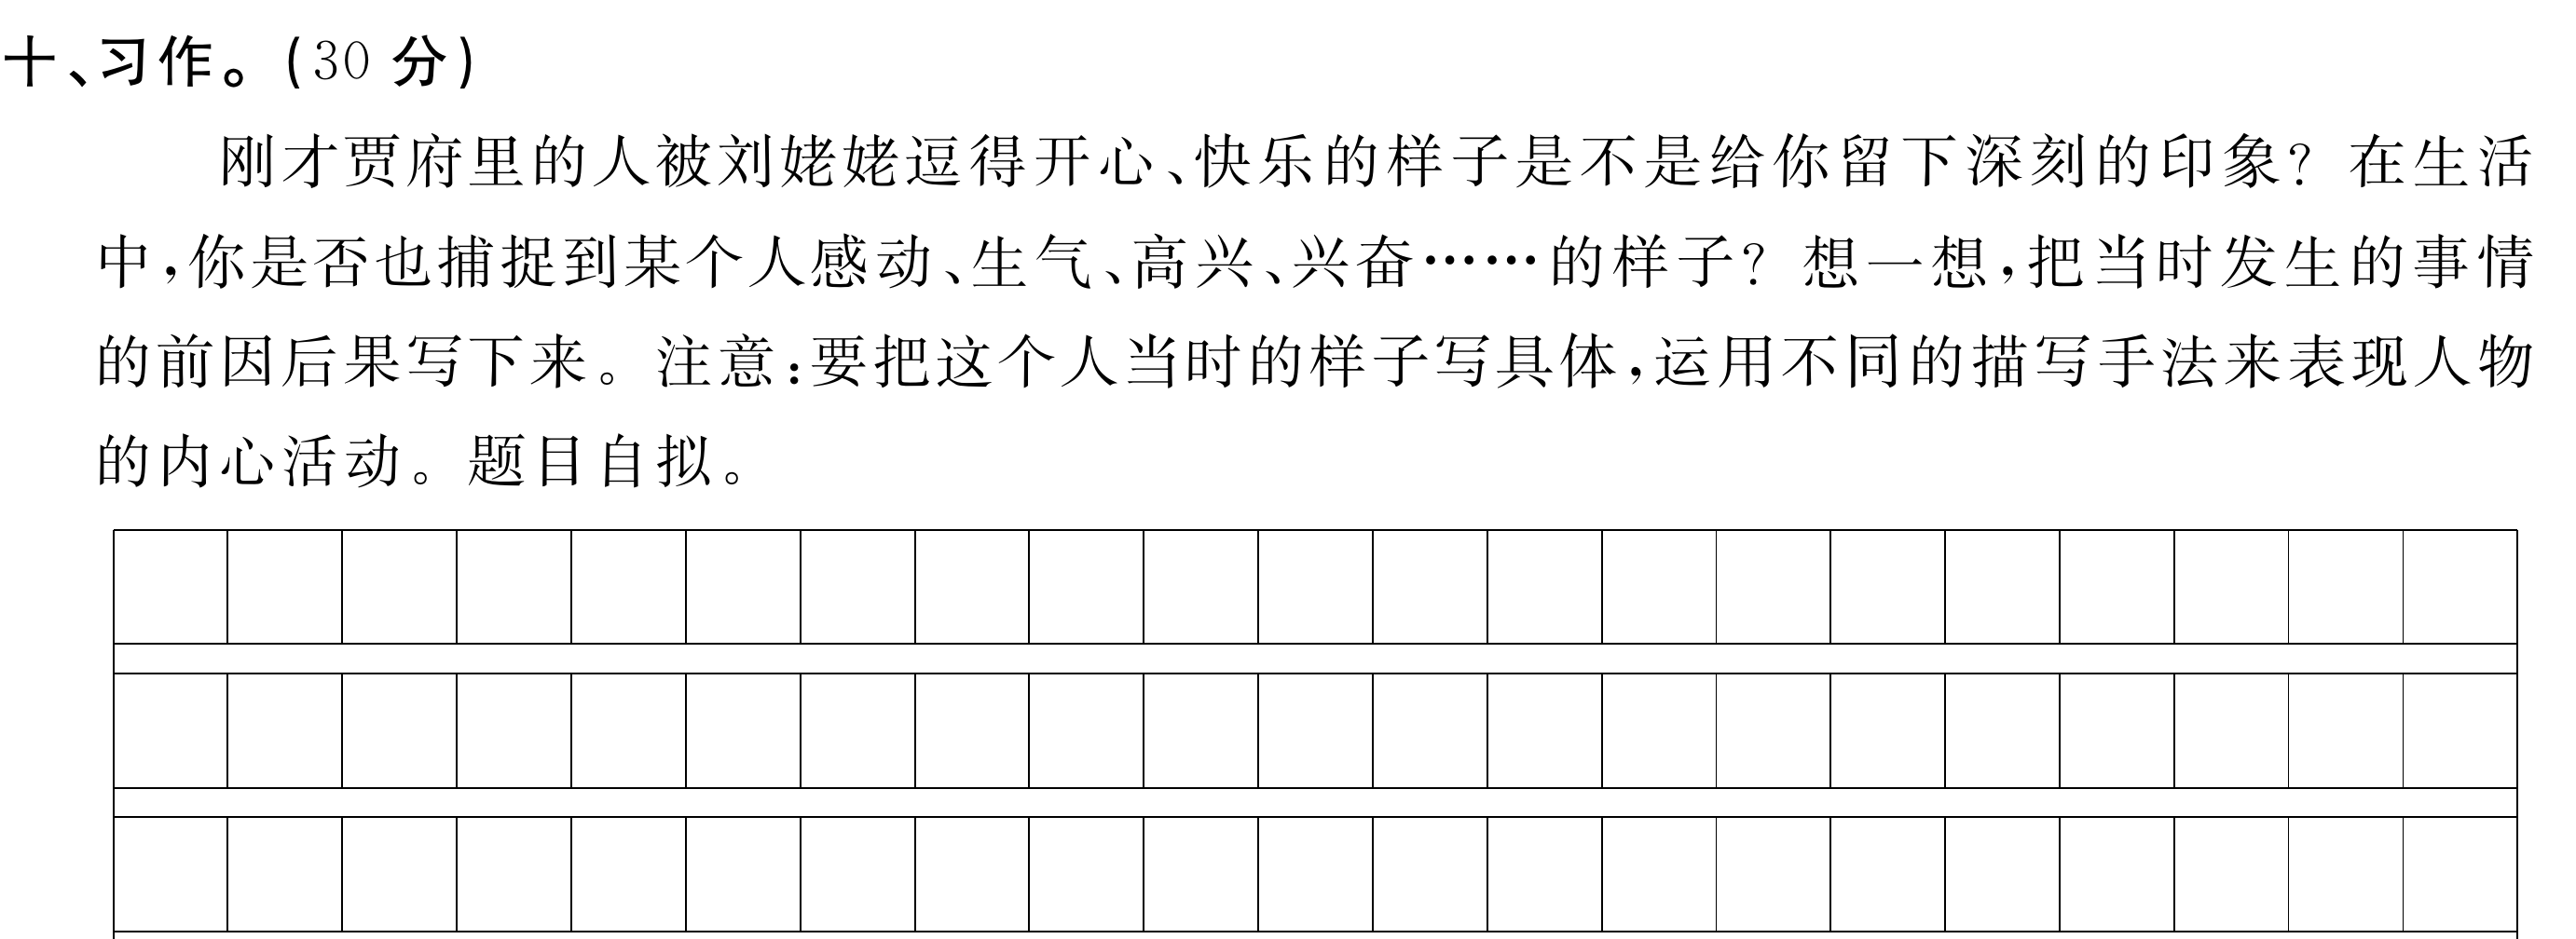 十、习作。(30 分)
刚才贾府里的人被刘姥姥逗得开心、快乐的样子是不是给你留下深刻的印象？在生活
中,你是否也捕捉到某个人感动、生气、高兴、兴奋……的样子？想一想,把当时发生的事情
的前因后果写下来。注意:要把这个人当时的样子写具体,运用不同的描写手法来表现人物
的内心活动。题目自拟。